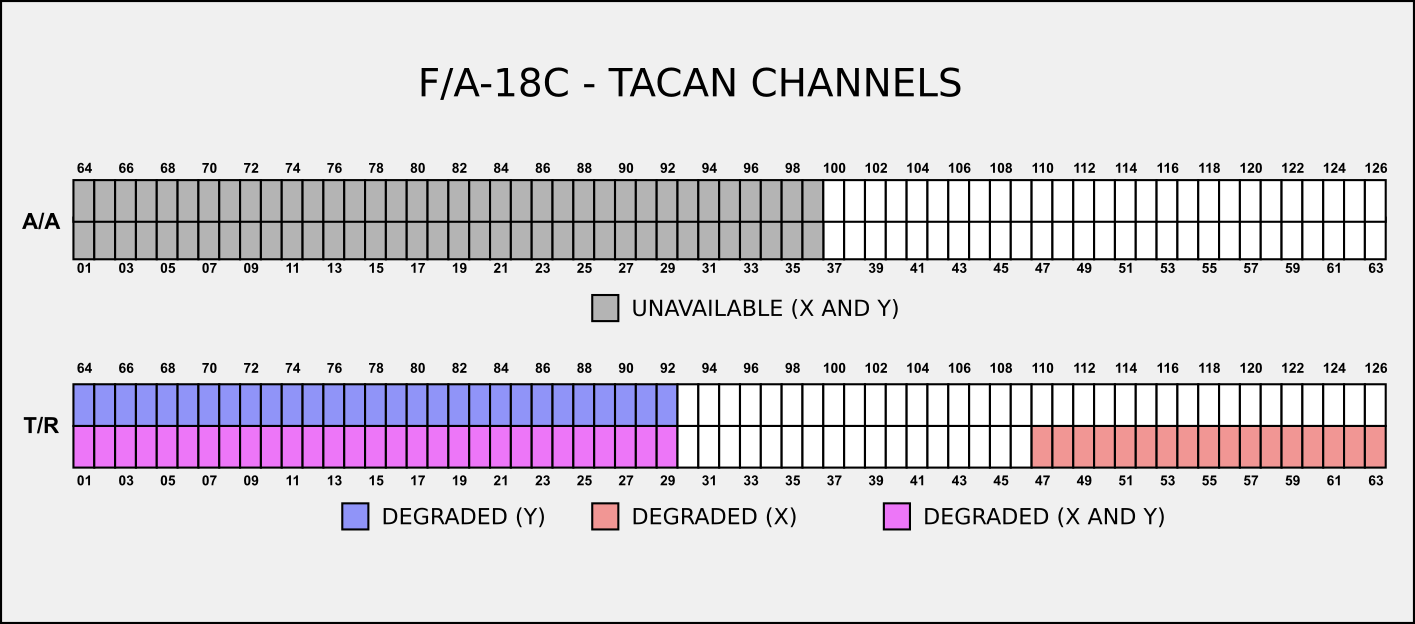 F/A-18C - TACAN CHANNELS
64 66 68 70 72 74 76 78 80 82 84 86 88 90 92 94 96 98 100 102 104 106 108 110 112 114 116 118 120 122 124 126
A/A
01 03 05 07 09 11 13 15 17 19 21 23 25 27 29 31 33 35 37 39 41 43 45 47 49 51 53 55 57 59 61 63
UNAVAILABLE (X AND Y)
64 66 68 70 72 74 76 78 80 82 84 86 88 90 92 94 96 98 100 102 104 106 108 110 112 114 116 118 120 122 124 126
T/R
01 03 05 07 09 11 13 15 17 19 21 23 25 27 29 31 33 35 37 39 41 43 45 47 49 51 53 55 57 59 61 63
DEGRADED (Y) DEGRADED (X) DEGRADED (X AND Y)